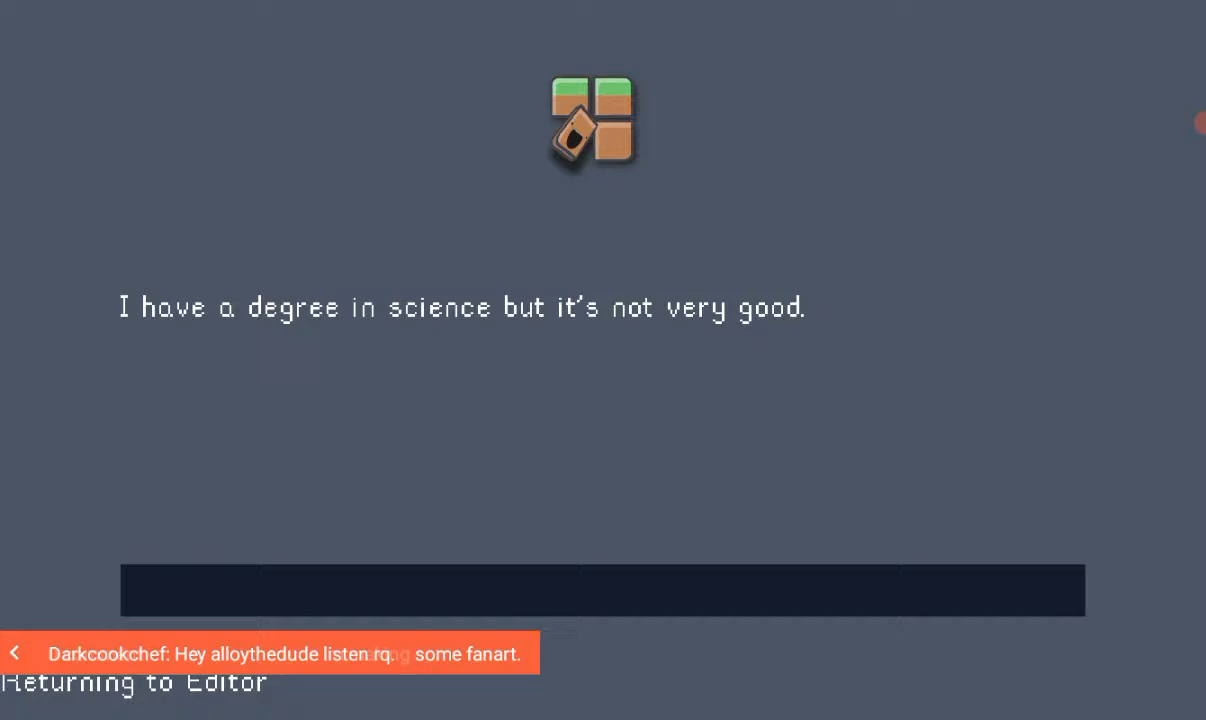 I have a degree in science but it's not very good.
Darkcookchef: Hey alloythedude listen rq. some fanart.
Returning to Editor